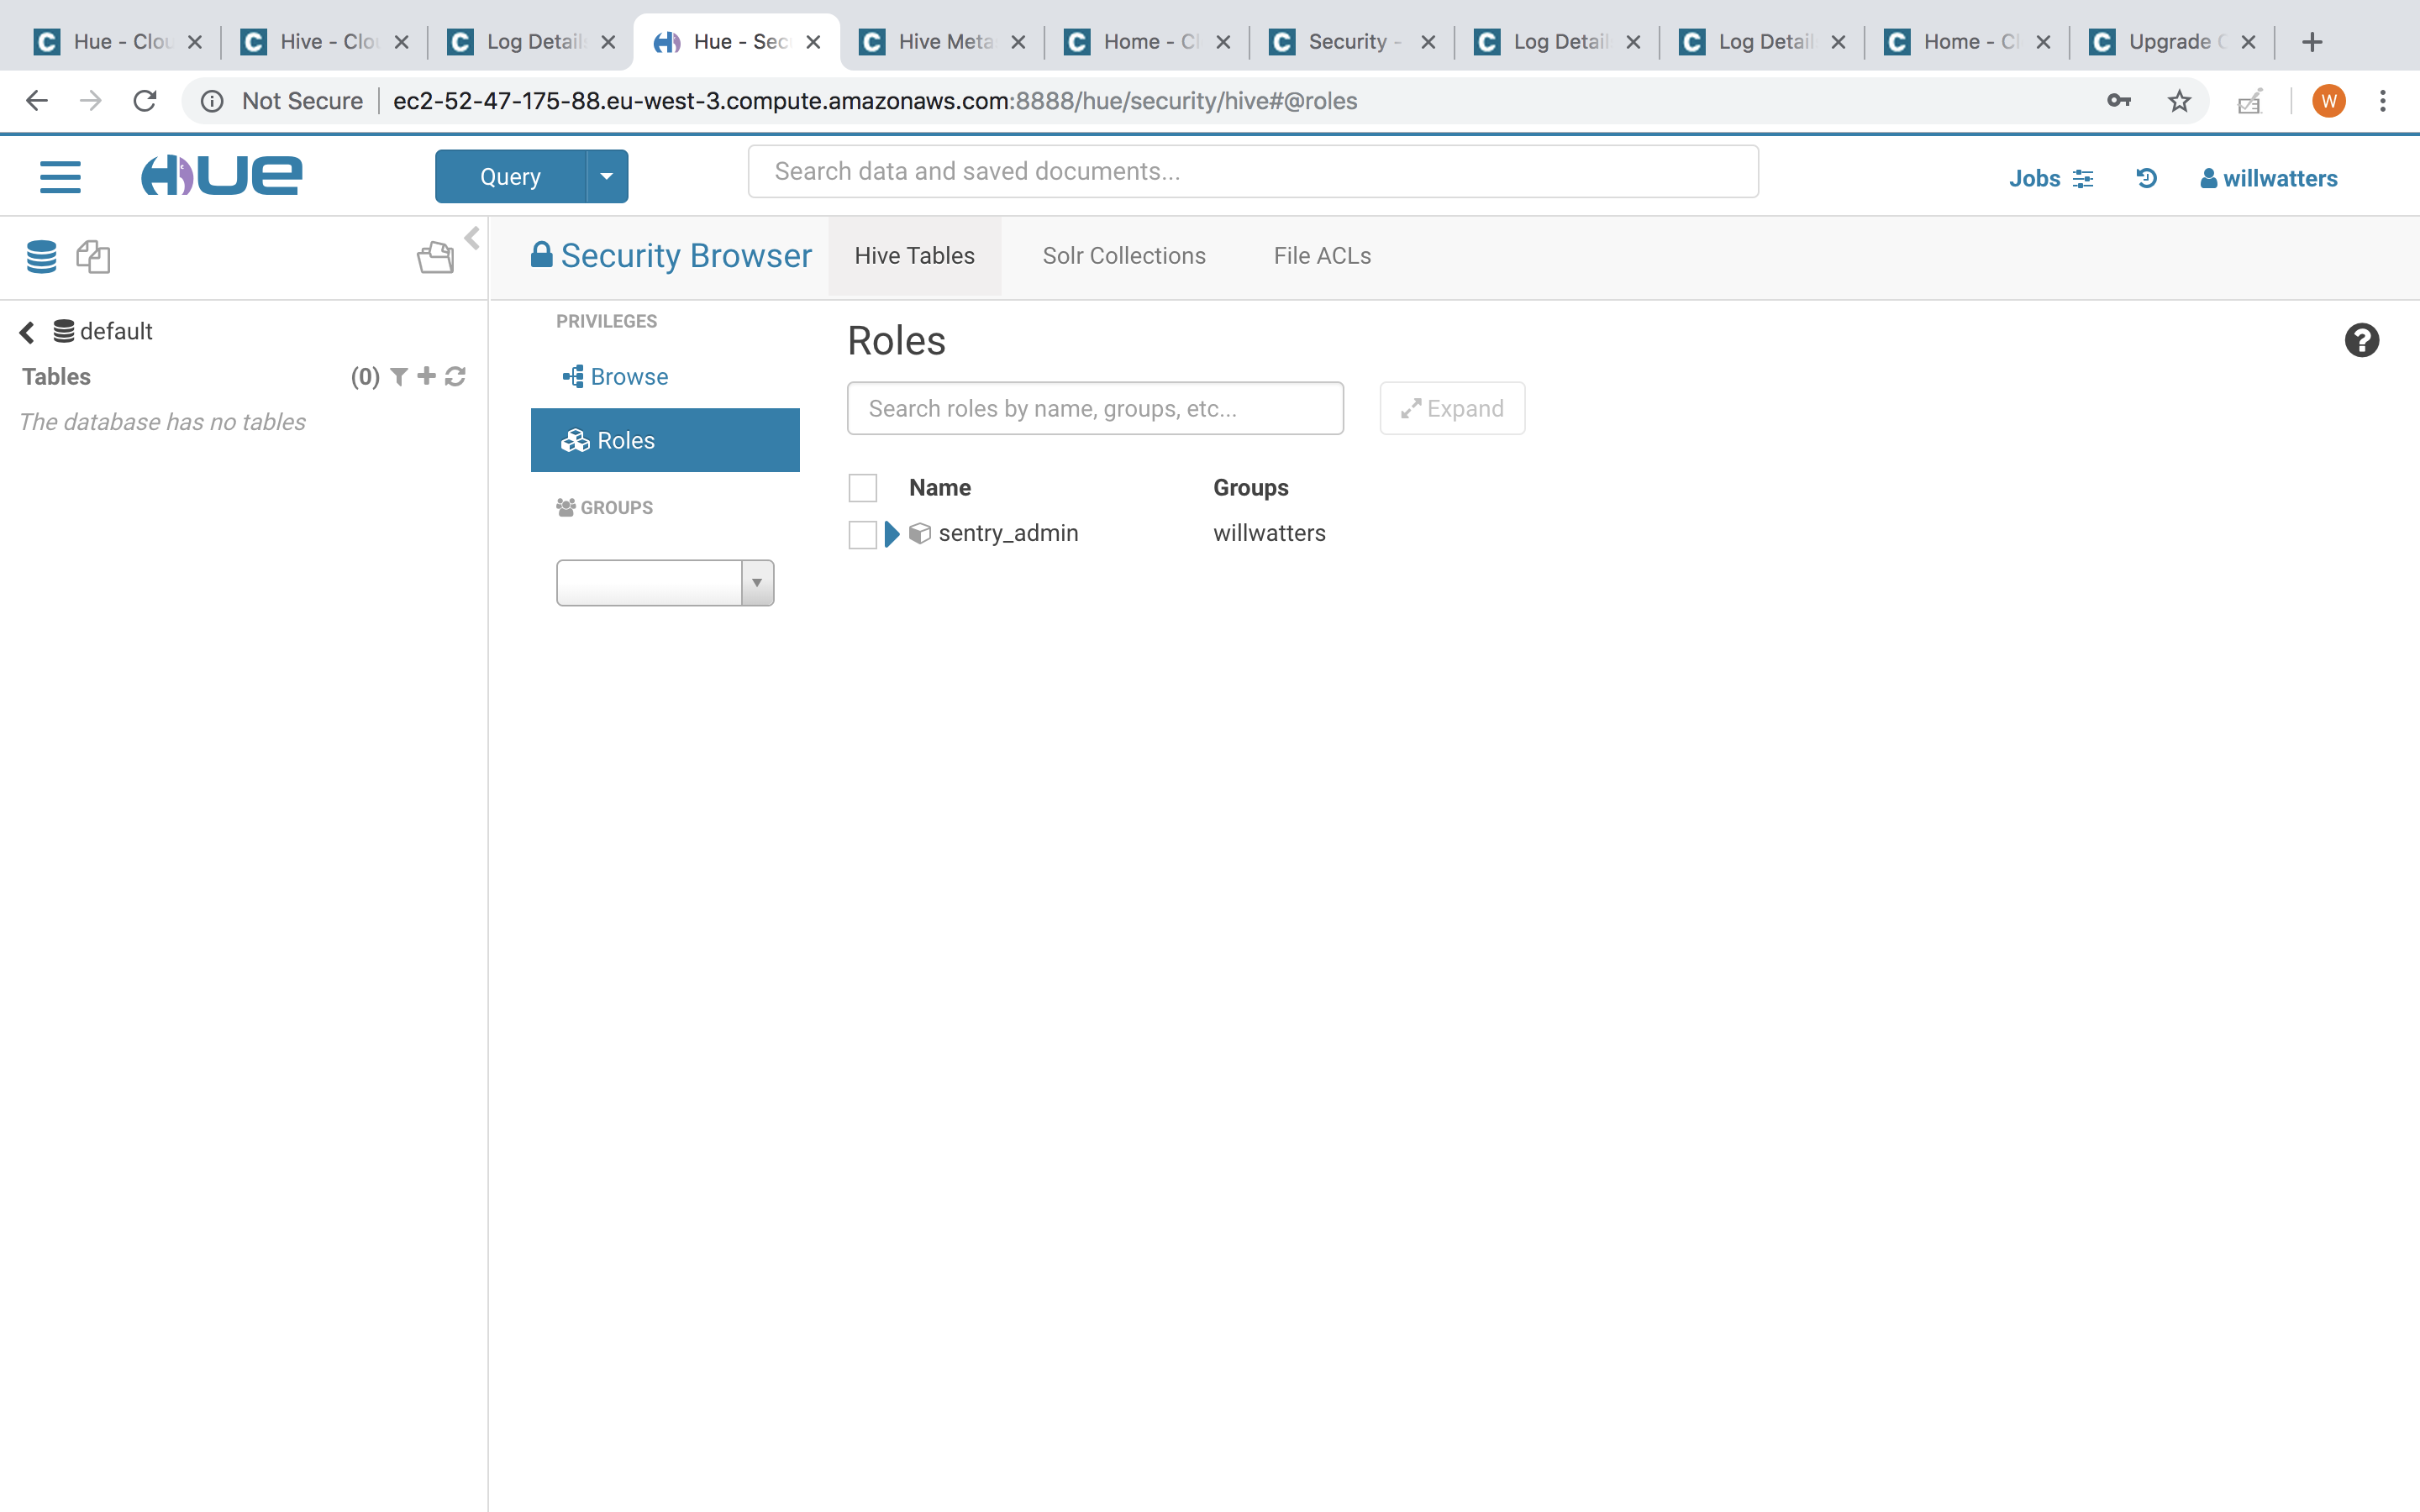 Hue - Clou Hive - Clou Log Detail Hue - Sec Hive Meta Home - Cl Security - Log Detail Log Detail Home - Cl Upgrade
Not Secure ec2-52-47-175-88.eu-west-3.compute.amazonaws.com:8888/hue/security/hive#@roles W
HUE Query Search data and saved documents... Jobs willwatters
Security Browser Hive Tables Solr Collections File ACLs
default
Tables (0)
The database has no tables
PRIVILEGES
Browse
Roles
GROUPS
Roles
Search roles by name, groups, etc... Expand
Name Groups
sentry_admin willwatters